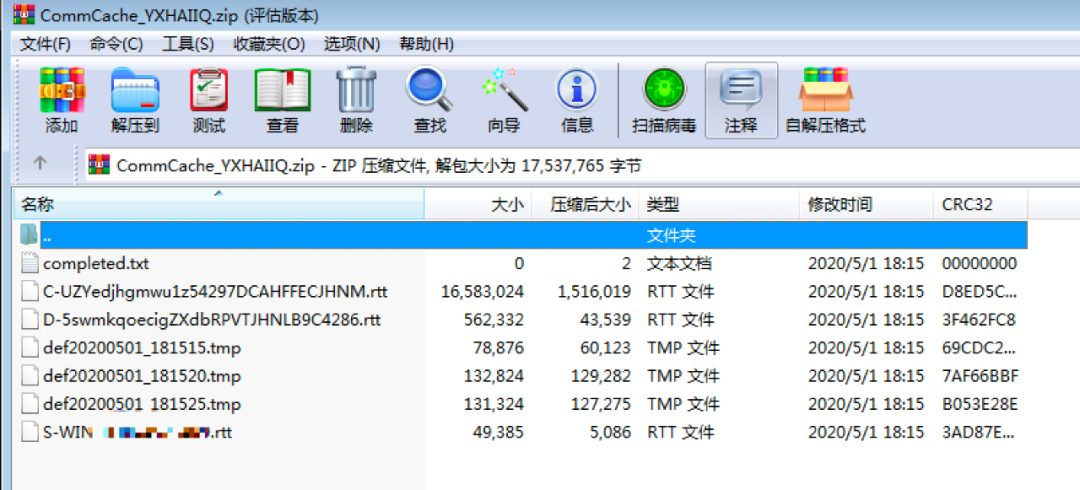 CommCache_YXHAIIQ.zip (评估版本)
文件(F) 命令(C) 工具(S) 收藏夹(O) 选项(N) 帮助(H)
添加 解压到 测试 查看 删除 查找 向导 信息 扫描病毒 注释 自解压格式
CommCache_YXHAIIQ.zip - ZIP 压缩文件, 解包大小为 17,537,765 字节
名称 大小 压缩后大小 类型 修改时间 CRC32
.. 文件夹
completed.txt 0 2 文本文档 2020/5/1 18:15 00000000
C-UZYedjhgmwu1z54297DCAHFFECJHNM.rtt 16,583,024 1,516,019 RTT 文件 2020/5/1 18:15 D8ED5C...
D-5swmkqoecigZXdbRPVTJHNLB9C4286.rtt 562,332 43,539 RTT 文件 2020/5/1 18:15 3F462FC8
def20200501_181515.tmp 78,876 60,123 TMP 文件 2020/5/1 18:15 69CDC2...
def20200501_181520.tmp 132,824 129,282 TMP 文件 2020/5/1 18:15 7AF66BBF
def20200501_181525.tmp 131,324 127,275 TMP 文件 2020/5/1 18:15 B053E28E
S-WIN .rtt 49,385 5,086 RTT 文件 2020/5/1 18:15 3AD87E...